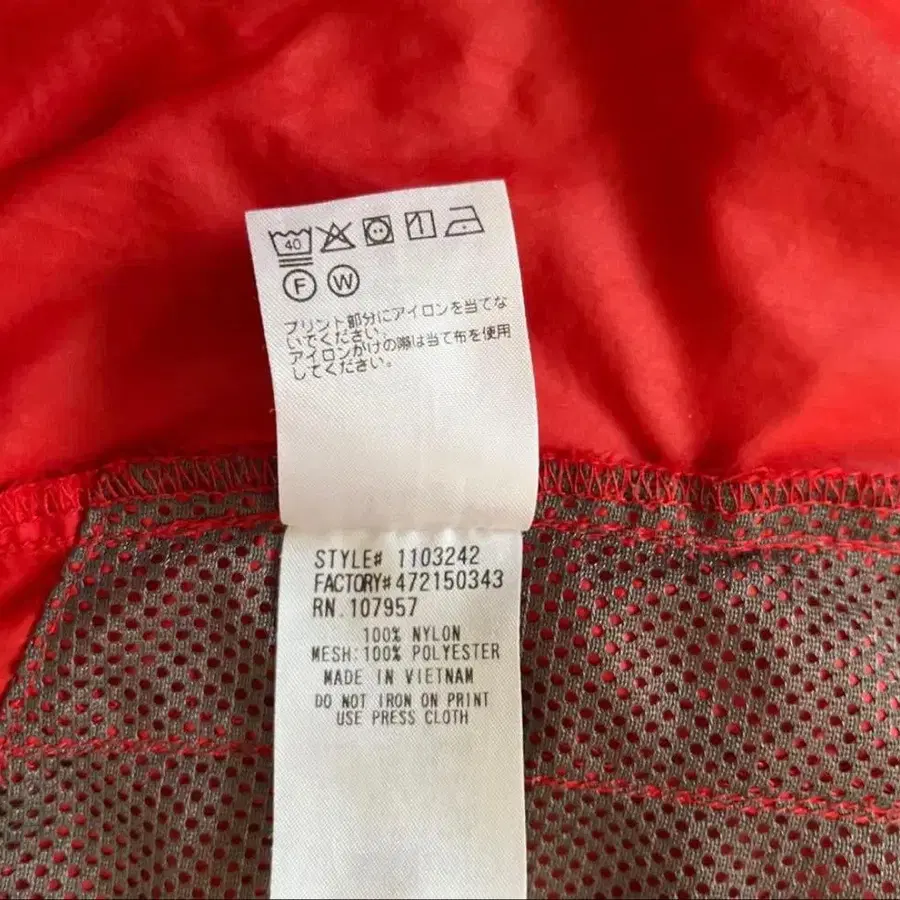 40
F W
プリント部分にアイロンを当てな
いでください。
アイロンかけの際は当て布を使用
してください。
STYLE# 1103242
FACTORY#472150343
RN.107957
100% NYLON
MESH:100% POLYESTER
MADE IN VIETNAM
DO NOT IRON ON PRINT
USE PRESS CLOTH